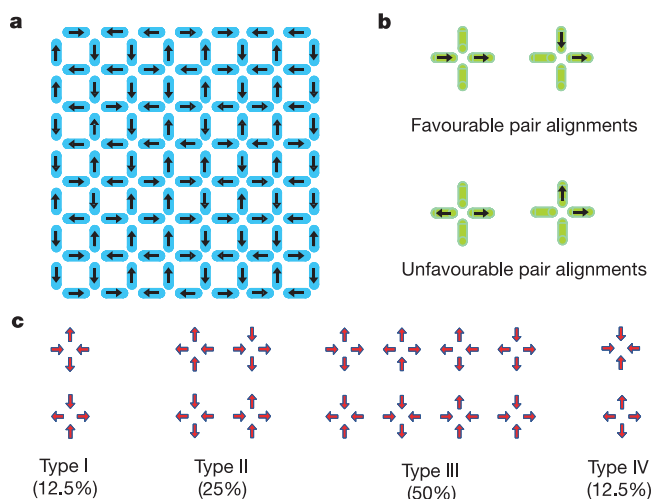 a
b
Favourable pair alignments
Unfavourable pair alignments
c
Type I
(12.5%)
Type II
(25%)
Type III
(50%)
Type IV
(12.5%)